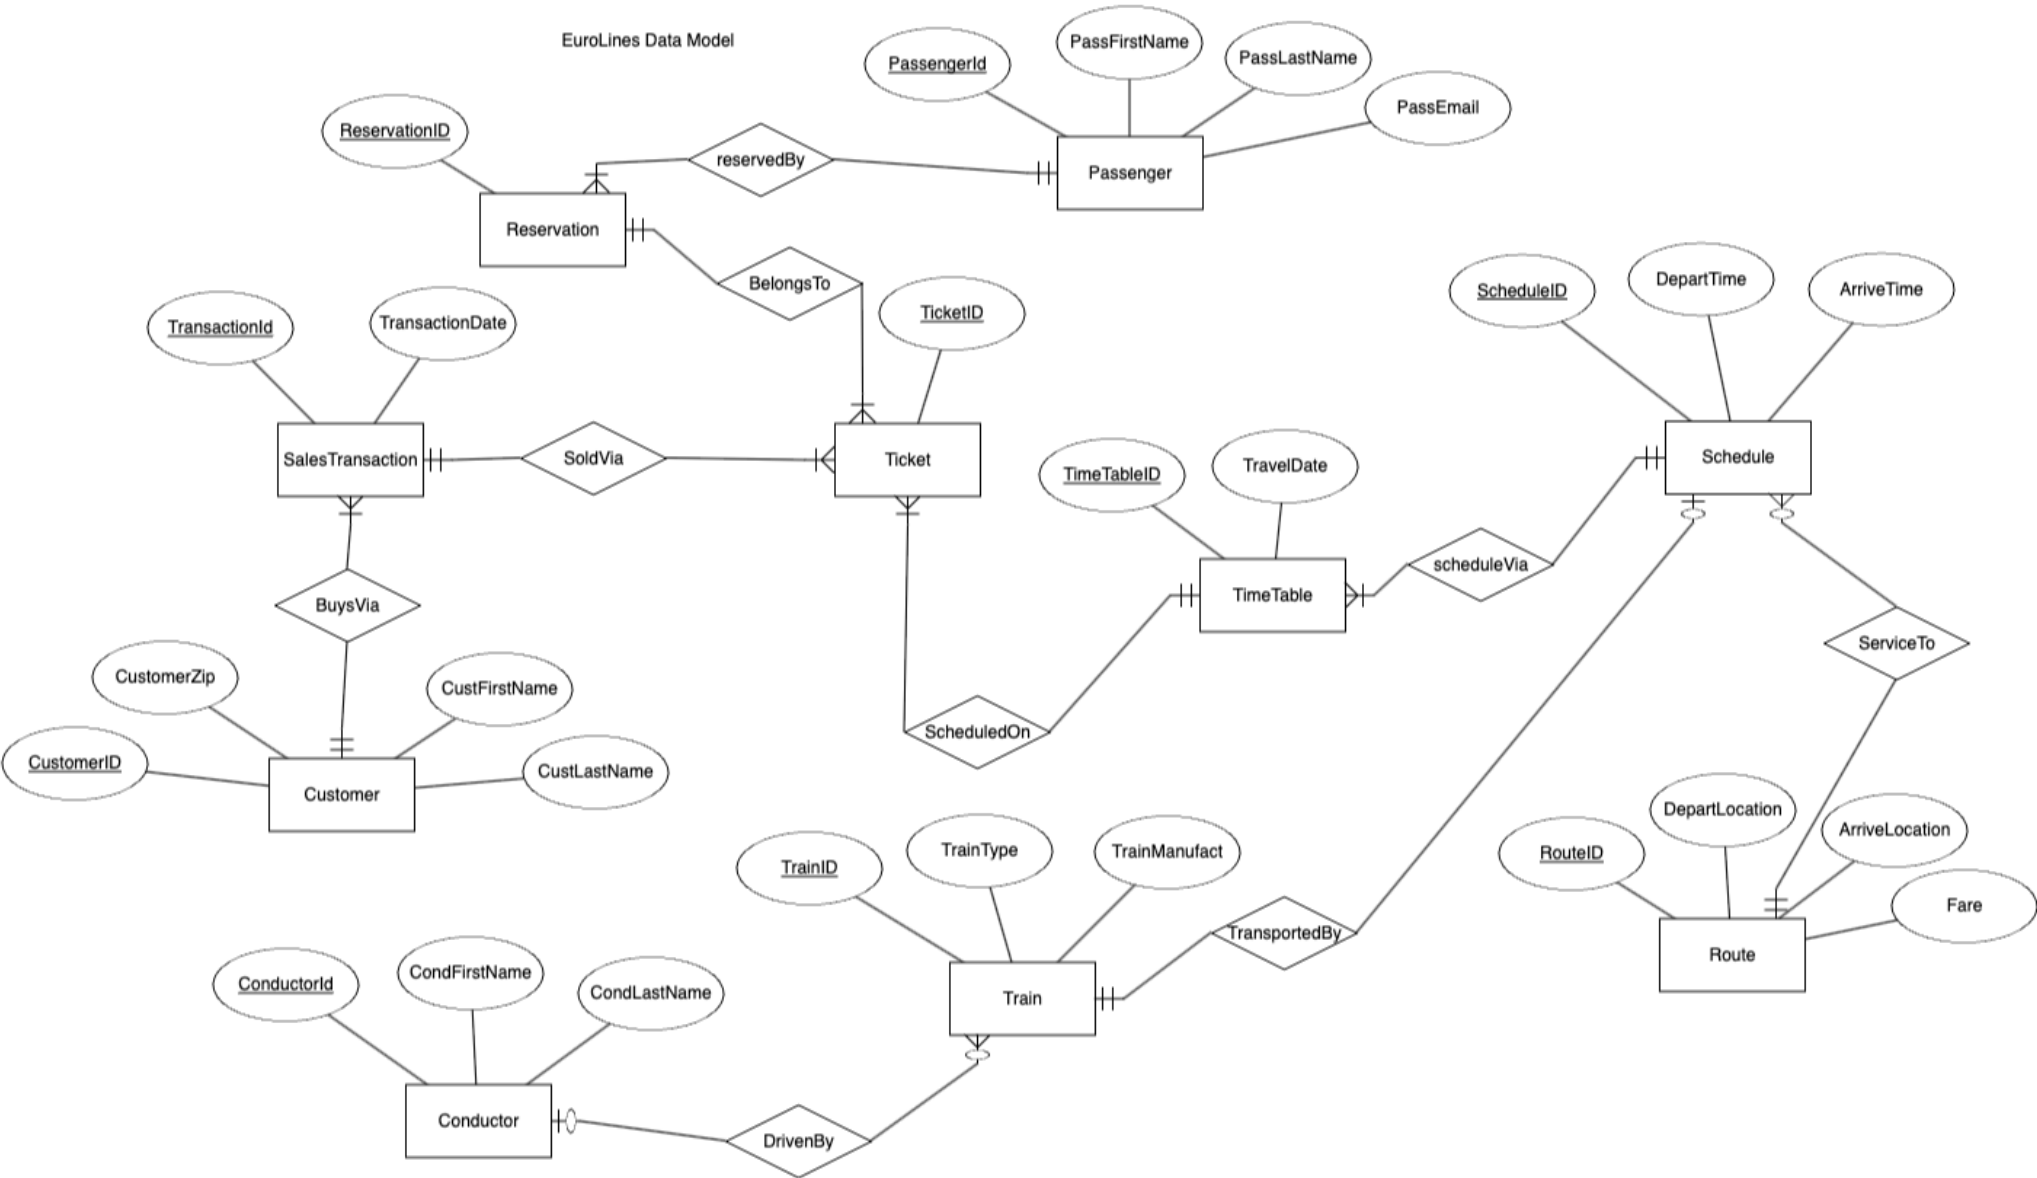 EuroLines Data Model
PassengerId
PassFirstName
PassLastName
PassEmail
ReservationID
reservedBy
Passenger
Reservation
BelongsTo
TicketID
ScheduleID
DepartTime
ArriveTime
TransactionId
TransactionDate
SalesTransaction
SoldVia
Ticket
TimeTableID
TravelDate
Schedule
scheduleVia
TimeTable
BuysVia
ServiceTo
CustomerZip
CustFirstName
ScheduledOn
CustomerID
CustLastName
Customer
DepartLocation
ArriveLocation
TrainID
TrainType
TrainManufact
RouteID
Fare
TransportedBy
Route
ConductorId
CondFirstName
CondLastName
Train
Conductor
DrivenBy